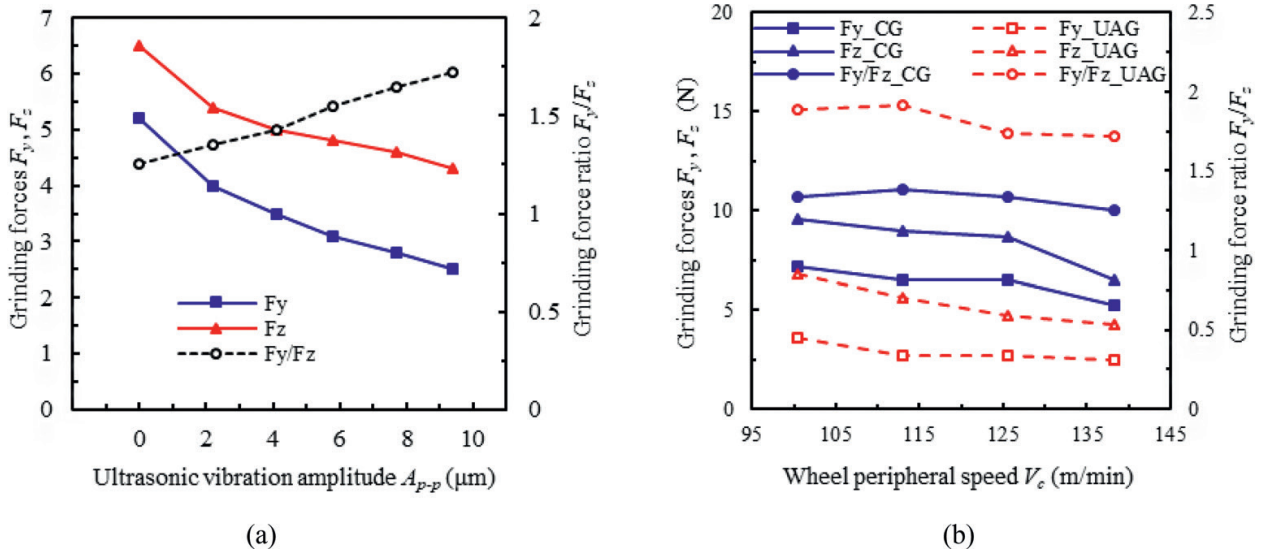 Grinding forces Fy, Fz
7
6
5
4
3
2
1
0
2
1.5
1
0.5
0
Grinding force ratio Fy/Fz
Fy
Fz
Fy/Fz
0 2 4 6 8 10
Ultrasonic vibration amplitude Ap-p (μm)
(a)
Grinding forces Fy, Fz (N)
20
15
10
5
0
Fy_CG Fy_UAG
Fz_CG Fz_UAG
Fy/Fz_CG Fy/Fz_UAG
2.5
2
1.5
1
0.5
0
Grinding force ratio Fy/Fz
95 105 115 125 135 145
Wheel peripheral speed Vc (m/min)
(b)